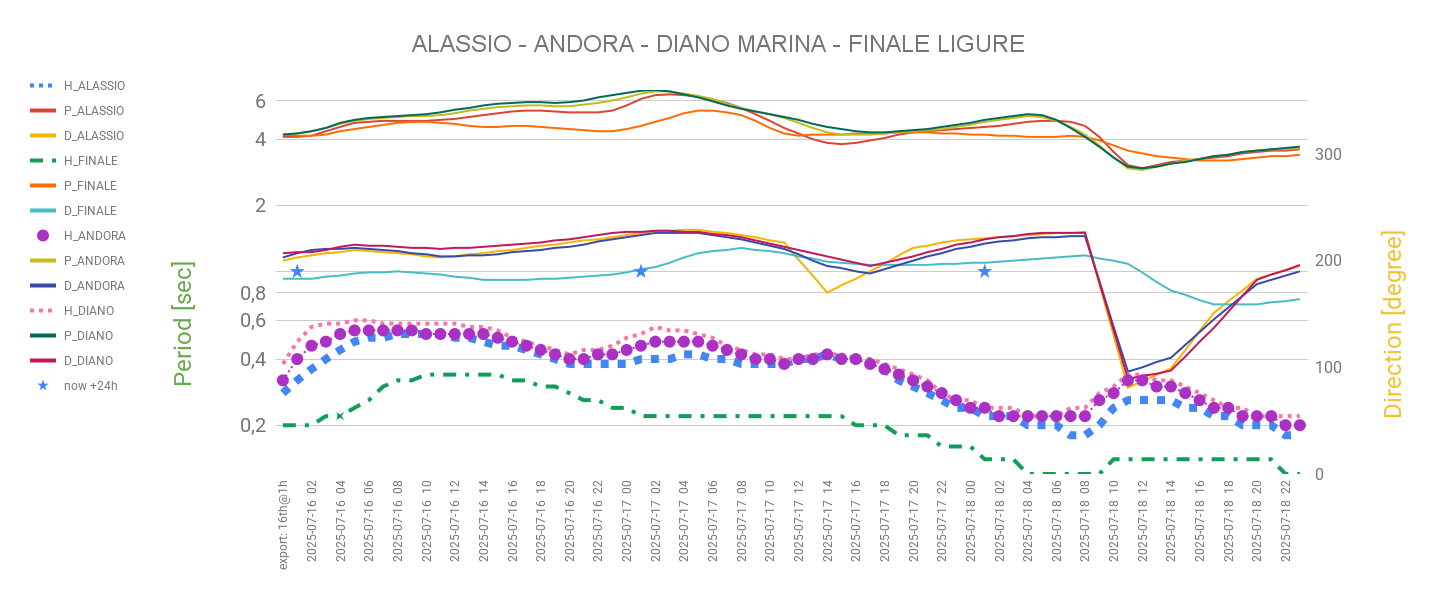 ALASSIO - ANDORA - DIANO MARINA - FINALE LIGURE
H_ALASSIO
P_ALASSIO
D_ALASSIO
H_FINALE
P_FINALE
D_FINALE
H_ANDORA
P_ANDORA
D_ANDORA
H_DIANO
P_DIANO
D_DIANO
now +24h
Period [sec]
6
4
2
0,8
0,6
0,4
0,2
300
200
100
0
Direction [degree]
export: 16th@1h
2025-07-16 02
2025-07-16 04
2025-07-16 06
2025-07-16 08
2025-07-16 10
2025-07-16 12
2025-07-16 14
2025-07-16 16
2025-07-16 18
2025-07-16 20
2025-07-16 22
2025-07-17 00
2025-07-17 02
2025-07-17 04
2025-07-17 06
2025-07-17 08
2025-07-17 10
2025-07-17 12
2025-07-17 14
2025-07-17 16
2025-07-17 18
2025-07-17 20
2025-07-17 22
2025-07-18 00
2025-07-18 02
2025-07-18 04
2025-07-18 06
2025-07-18 08
2025-07-18 10
2025-07-18 12
2025-07-18 14
2025-07-18 16
2025-07-18 18
2025-07-18 20
2025-07-18 22